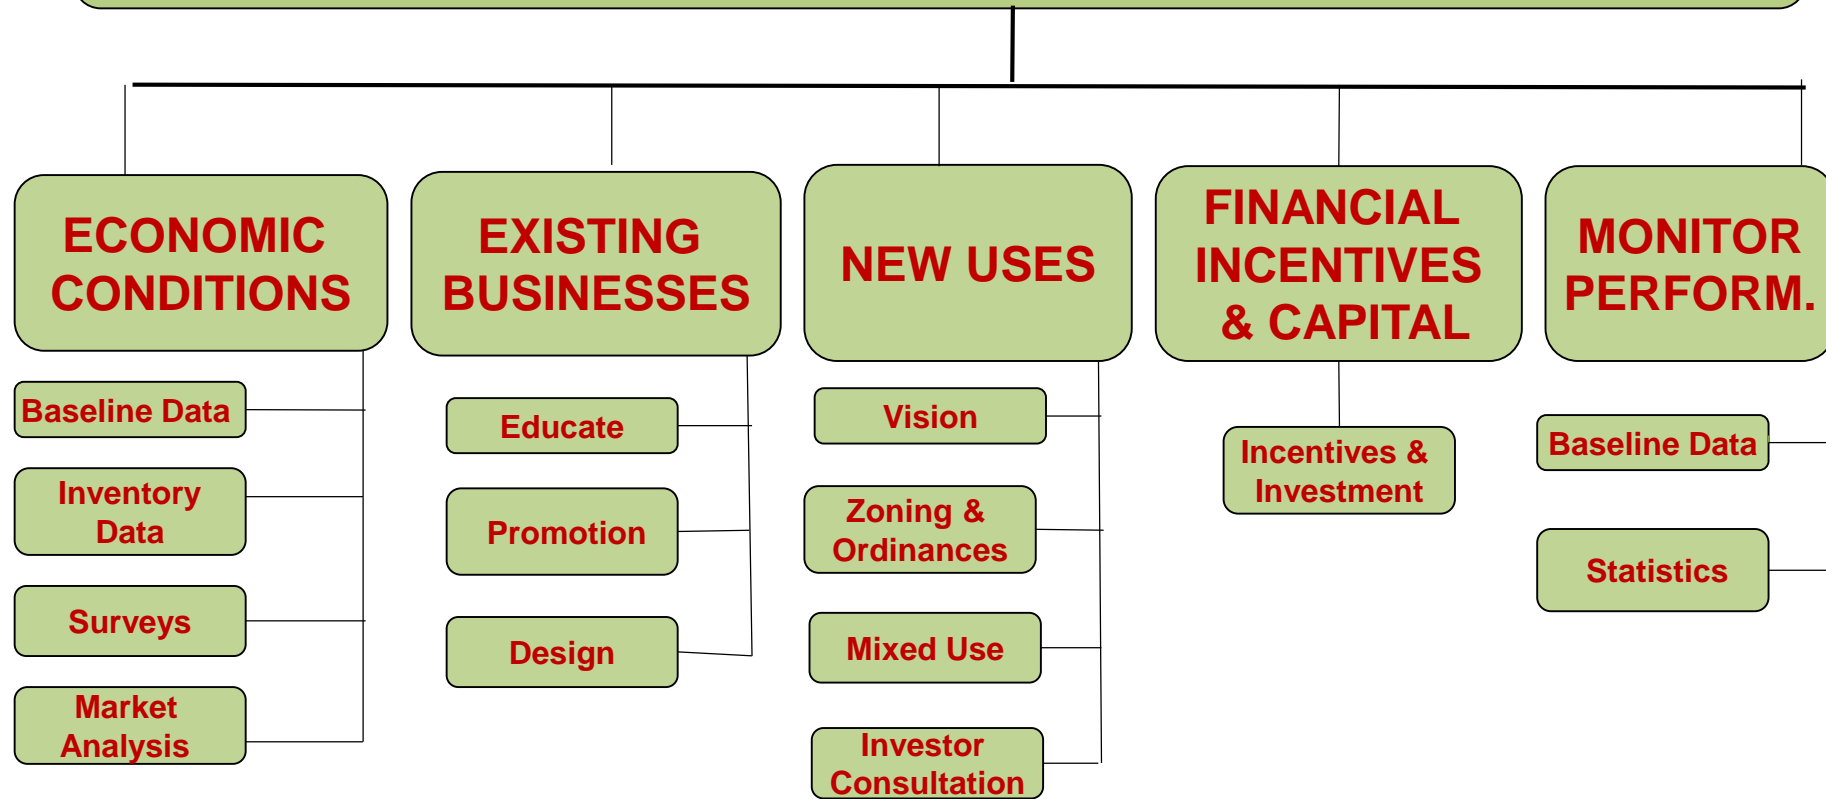 ECONOMIC
CONDITIONS
EXISTING
BUSINESSES
NEW USES
FINANCIAL
INCENTIVES
& CAPITAL
MONITOR
PERFORM.
Baseline Data
Inventory
Data
Surveys
Market
Analysis
Educate
Promotion
Design
Vision
Zoning &
Ordinances
Mixed Use
Investor
Consultation
Incentives &
Investment
Baseline Data
Statistics